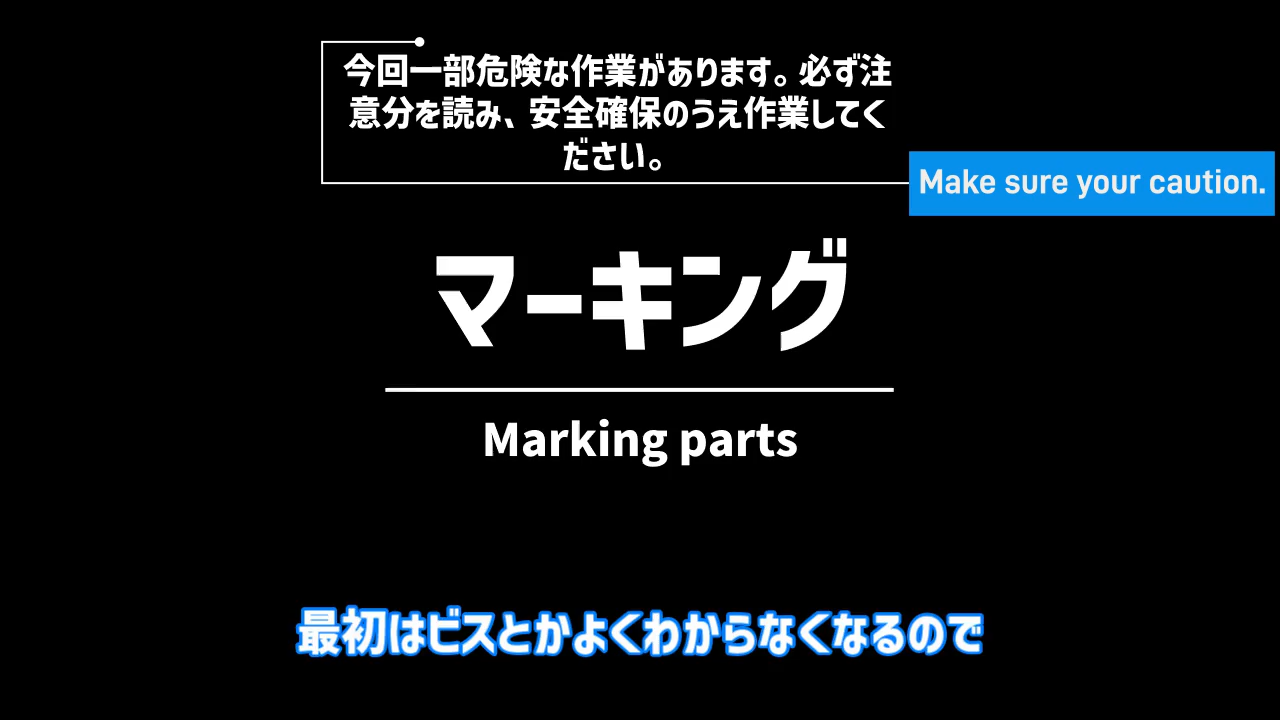 今回一部危険な作業があります。必ず注
意分を読み、安全確保のうえ作業してく
ださい。
Make sure your caution.
マーキング
Marking parts
最初はビスとかよくわからなくなるので